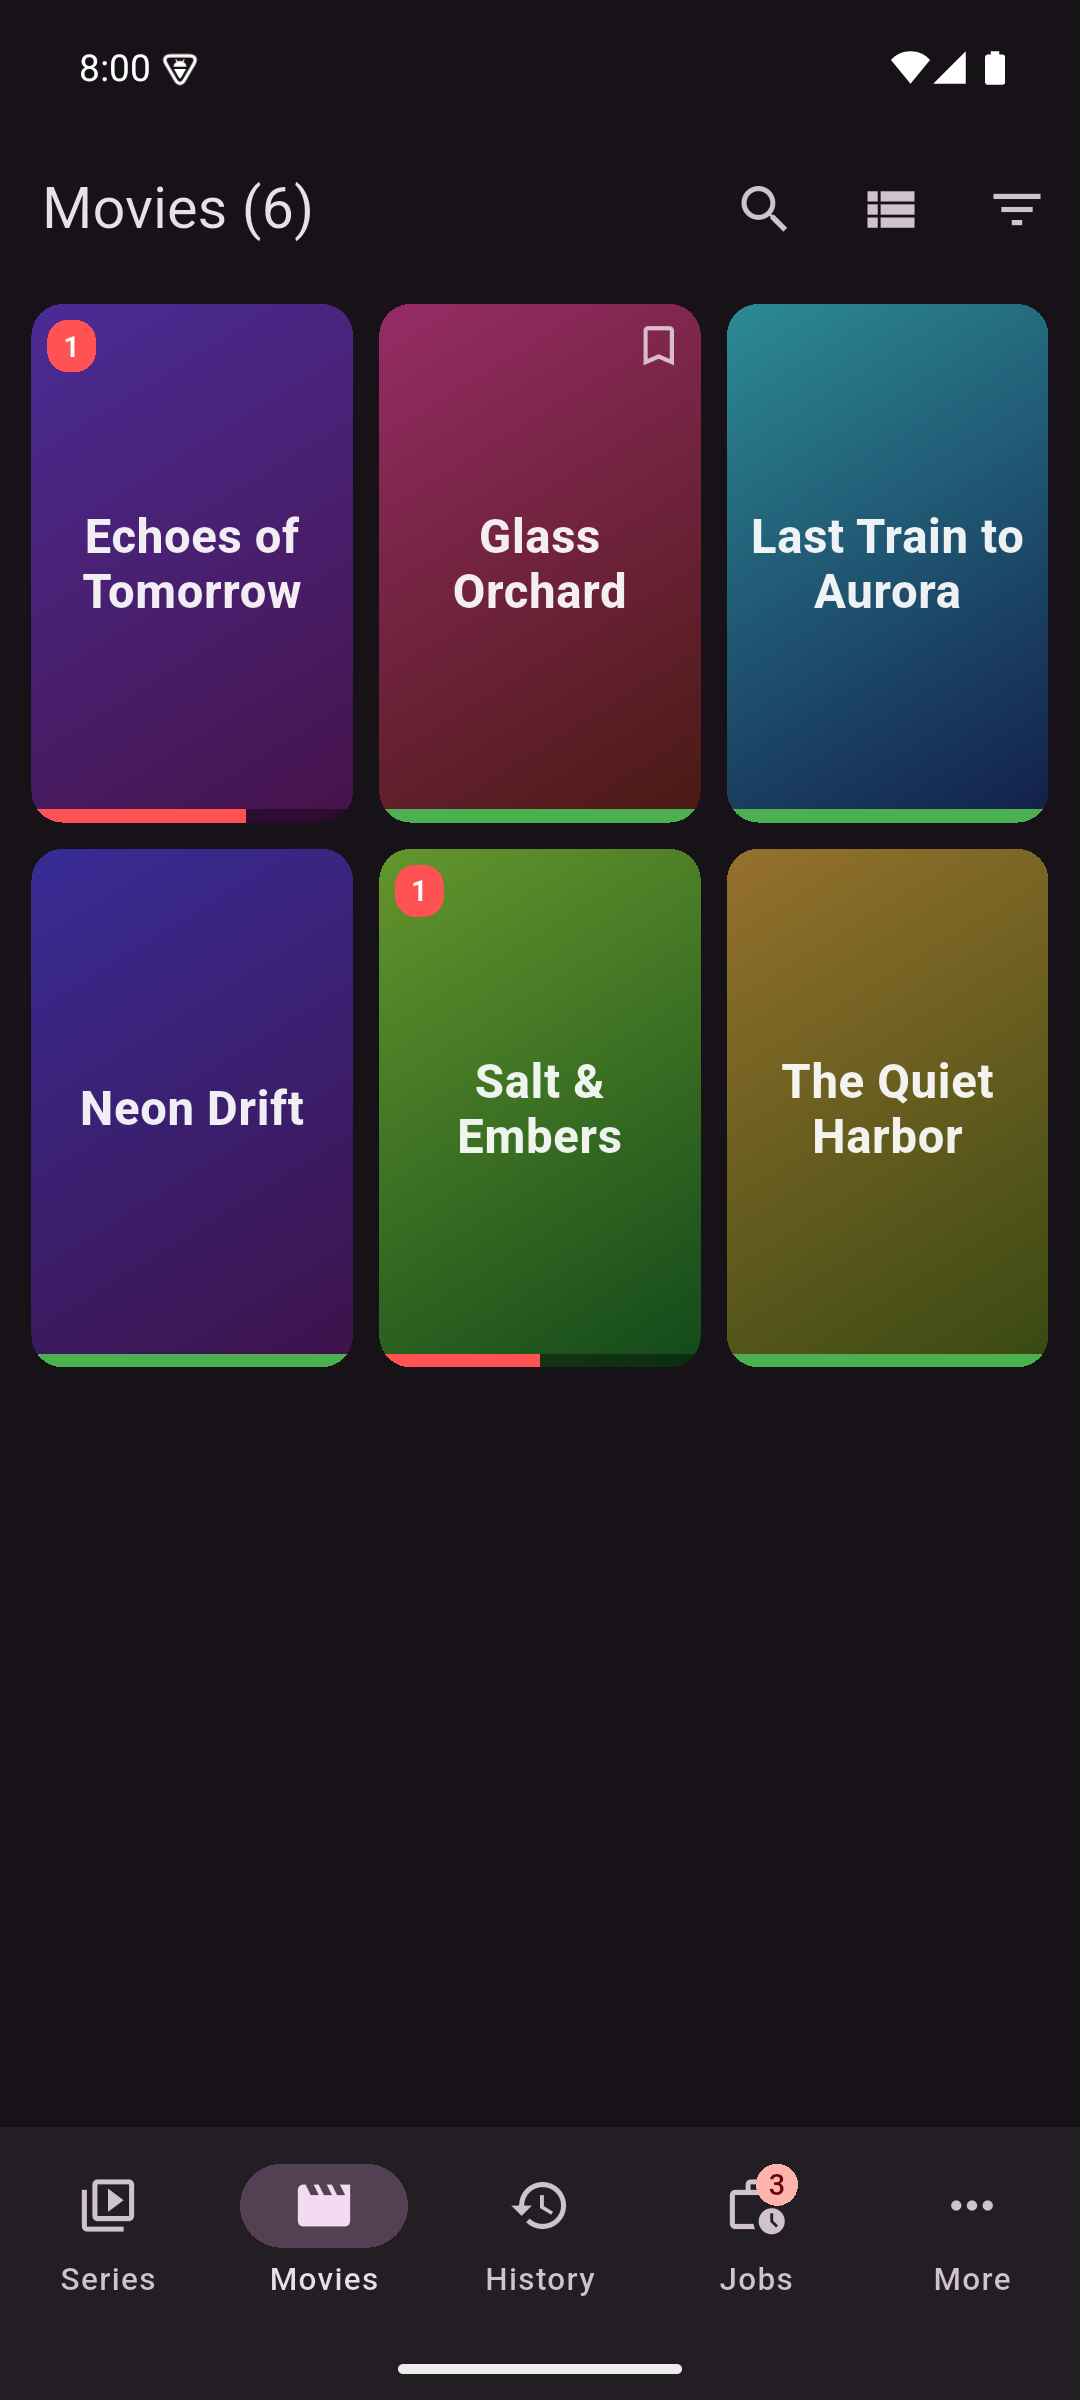 8:00
Movies (6)
1
Echoes of
Tomorrow
Glass
Orchard
Last Train to
Aurora
Neon Drift
1
Salt &
Embers
The Quiet
Harbor
3
Series
Movies
History
Jobs
More